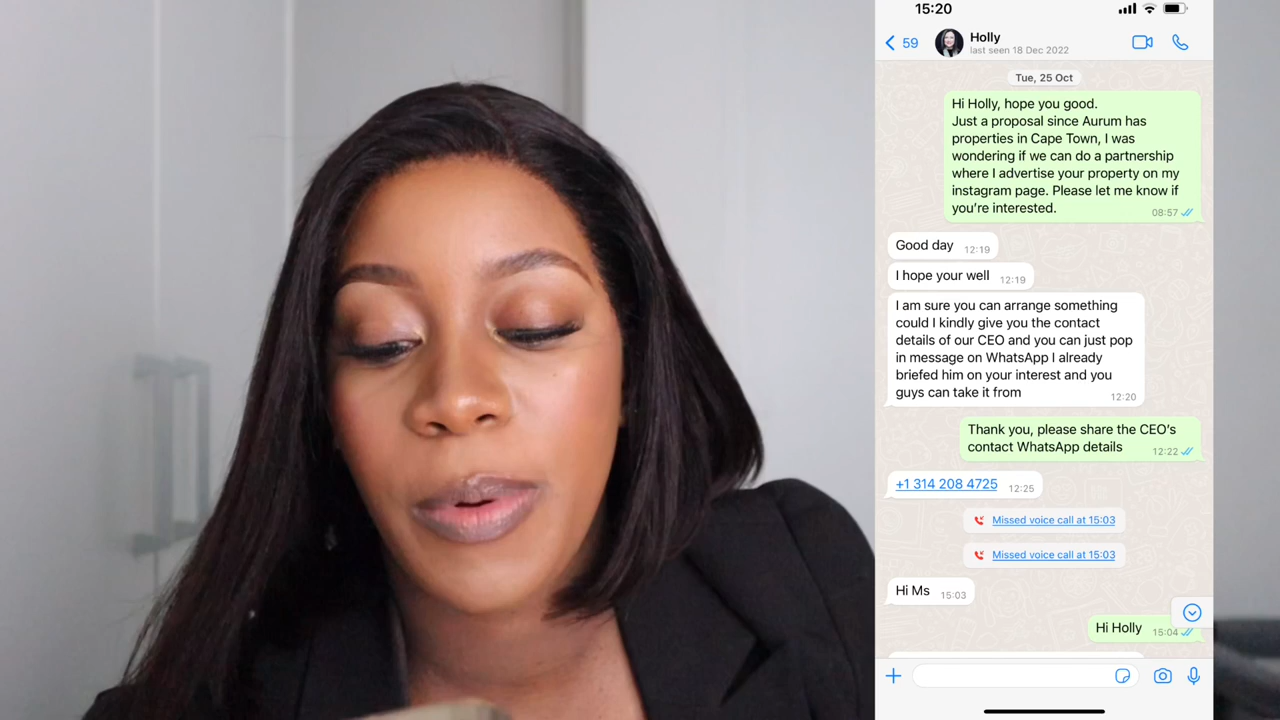 15:20
59
Holly
last seen 18 Dec 2022
Tue, 25 Oct
Hi Holly, hope you good.
Just a proposal since Aurum has
properties in Cape Town, I was
wondering if we can do a partnership
where I advertise your property on my
instagram page. Please let me know if
you're interested.
08:57
Good day
12:19
I hope your well
12:19
I am sure you can arrange something
could I kindly give you the contact
details of our CEO and you can just pop
in message on WhatsApp I already
briefed him on your interest and you
guys can take it from
12:20
Thank you, please share the CEO's
contact WhatsApp details
12:22
+1 314 208 4725
12:25
Missed voice call at 15:03
Missed voice call at 15:03
Hi Ms
15:03
Hi Holly
15:04